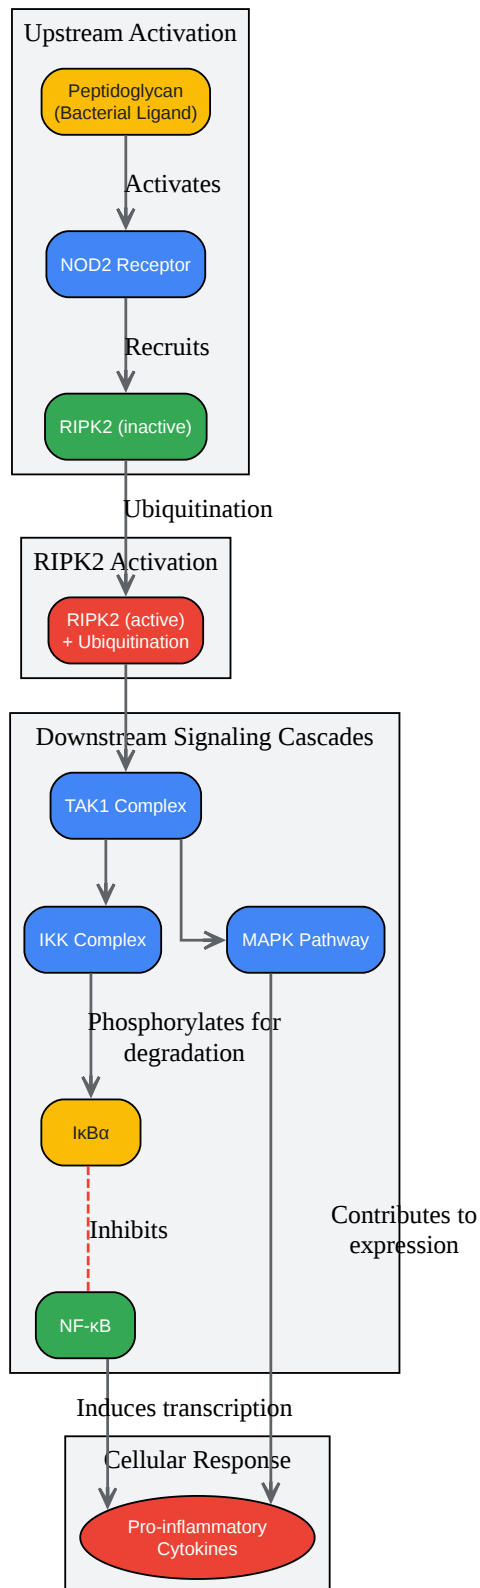 Upstream Activation
Peptidoglycan
(Bacterial Ligand)
Activates
NOD2 Receptor
Recruits
RIPK2 (inactive)
Ubiquitination
RIPK2 Activation
RIPK2 (active)
+ Ubiquitination
Downstream Signaling Cascades
TAK1 Complex
IKK Complex
MAPK Pathway
Phosphorylates for
degradation
IκBα
Inhibits
Contributes to
expression
NF-κB
Induces transcription
Cellular Response
Pro-inflammatory
Cytokines